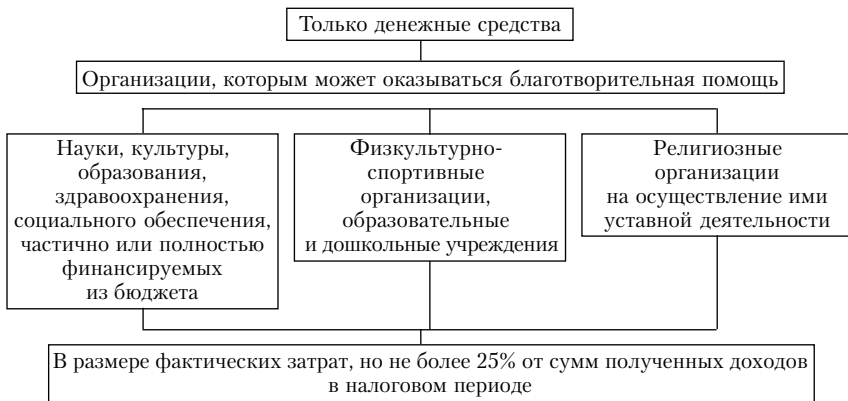 Только денежные средства
Организации, которым может оказываться благотворительная помощь
Науки, культуры,
образования,
здравоохранения,
социального обеспечения,
частично или полностью
финансируемых
из бюджета
Физкультурно-
спортивные
организации,
образовательные
и дошкольные учреждения
Религиозные
организации
на осуществление ими
уставной деятельности
В размере фактических затрат, но не более 25% от сумм полученных доходов
в налоговом периоде